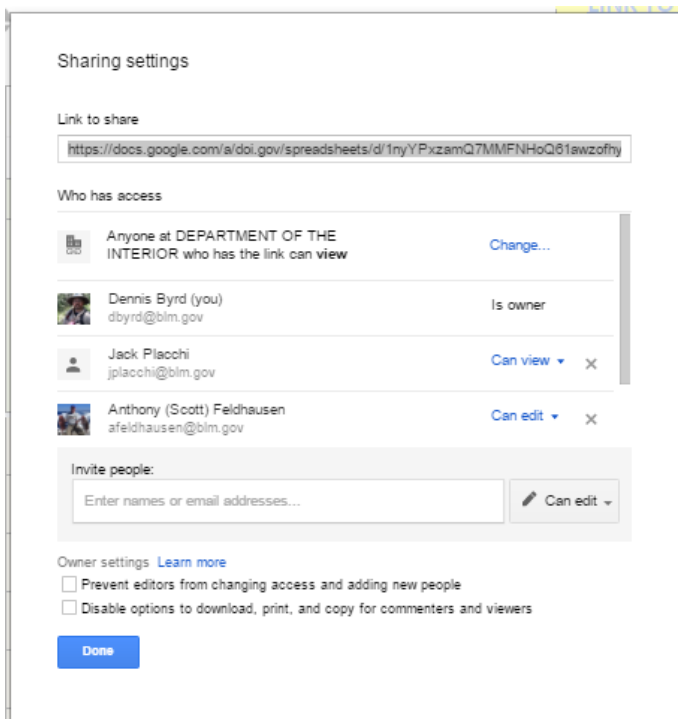 LINK TO
Sharing settings
Link to share
https://docs.google.com/a/doi.gov/spreadsheets/d/1nyYPxzamQ7MMFNHoQ61awzofhy
Who has access
Anyone at DEPARTMENT OF THE
INTERIOR who has the link can view
Change...
Dennis Byrd (you)
Is owner
dbyrd@blm.gov
Jack Placchi
Can view
jplacchi@blm.gov
Anthony (Scott) Feldhausen
Can edit
afeldhausen@blm.gov
Invite people:
Enter names or email addresses...
Can edit
Owner settings Learn more
Prevent editors from changing access and adding new people
Disable options to download, print, and copy for commenters and viewers
Done